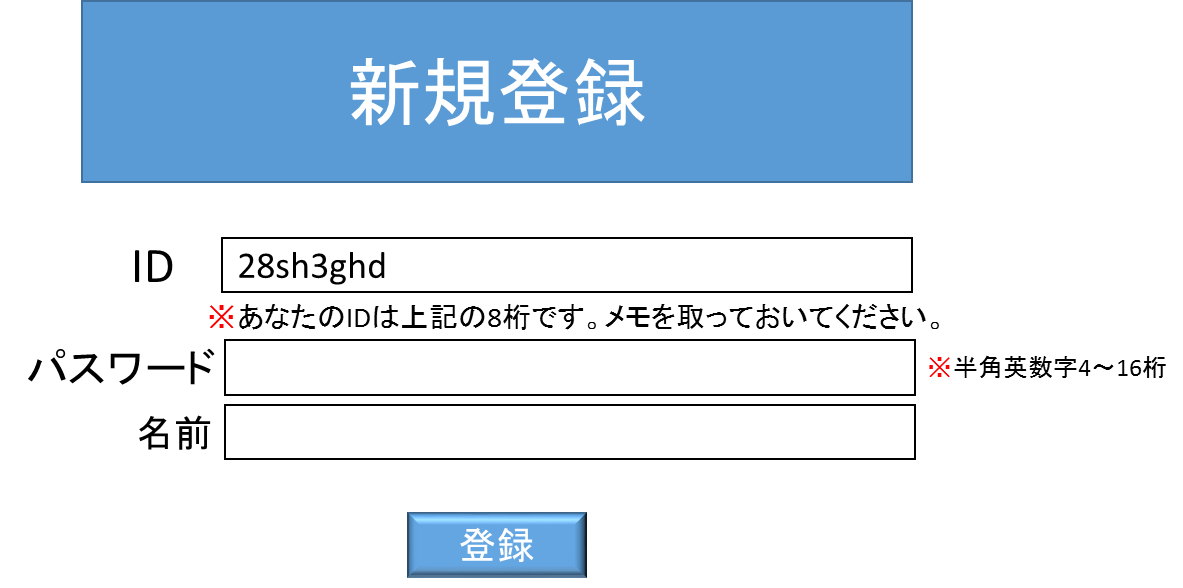 新規登録
ID 28sh3ghd
※あなたのIDは上記の8桁です。メモを取っておいてください。
パスワード ※半角英数字4～16桁
名前
登録